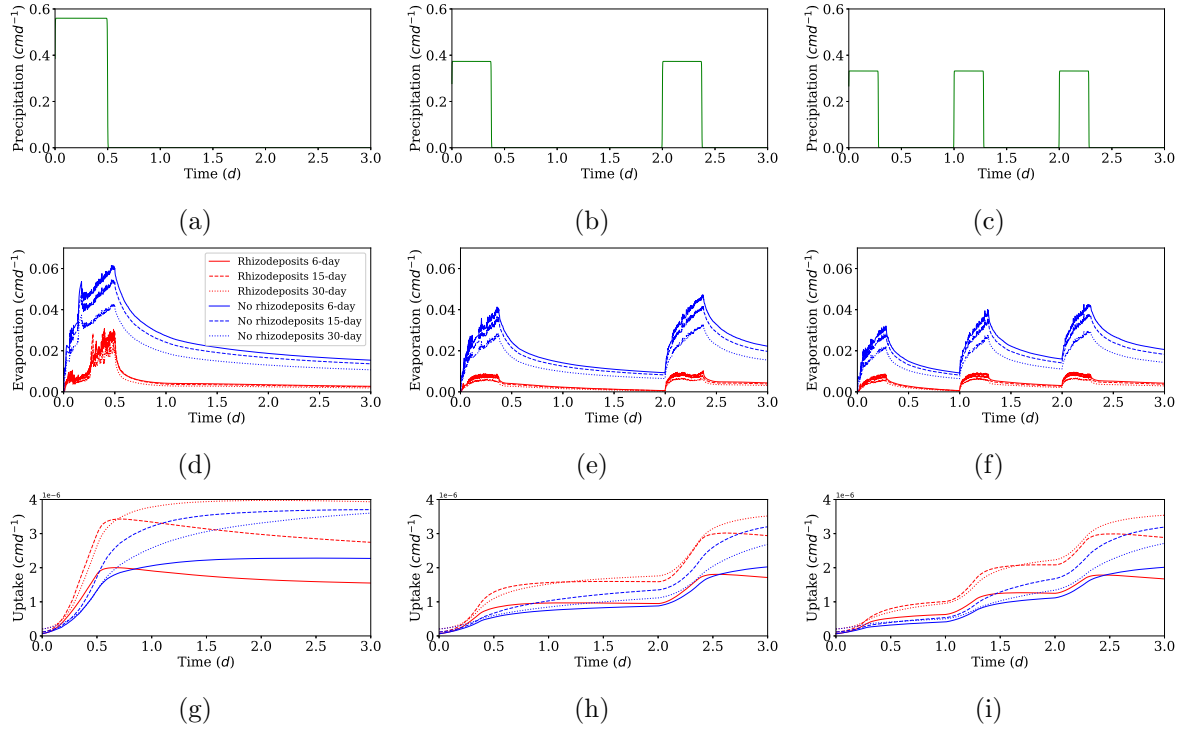 0.6
0.4
0.2
0.0
Precipitation (cmd⁻¹)
0.0 0.5 1.0 1.5 2.0 2.5 3.0
Time (d)
(a)
0.6
0.4
0.2
0.0
Precipitation (cmd⁻¹)
0.0 0.5 1.0 1.5 2.0 2.5 3.0
Time (d)
(b)
0.6
0.4
0.2
0.0
Precipitation (cmd⁻¹)
0.0 0.5 1.0 1.5 2.0 2.5 3.0
Time (d)
(c)
0.06
0.04
0.02
0.00
Evaporation (cmd⁻¹)
Rhizodeposits 6-day
Rhizodeposits 15-day
Rhizodeposits 30-day
No rhizodeposits 6-day
No rhizodeposits 15-day
No rhizodeposits 30-day
0.0 0.5 1.0 1.5 2.0 2.5 3.0
Time (d)
(d)
0.06
0.04
0.02
0.00
Evaporation (cmd⁻¹)
0.0 0.5 1.0 1.5 2.0 2.5 3.0
Time (d)
(e)
0.06
0.04
0.02
0.00
Evaporation (cmd⁻¹)
0.0 0.5 1.0 1.5 2.0 2.5 3.0
Time (d)
(f)
1e-6
4
3
2
1
0
Uptake (cmd⁻¹)
0.0 0.5 1.0 1.5 2.0 2.5 3.0
Time (d)
(g)
1e-6
4
3
2
1
0
Uptake (cmd⁻¹)
0.0 0.5 1.0 1.5 2.0 2.5 3.0
Time (d)
(h)
1e-6
4
3
2
1
0
Uptake (cmd⁻¹)
0.0 0.5 1.0 1.5 2.0 2.5 3.0
Time (d)
(i)